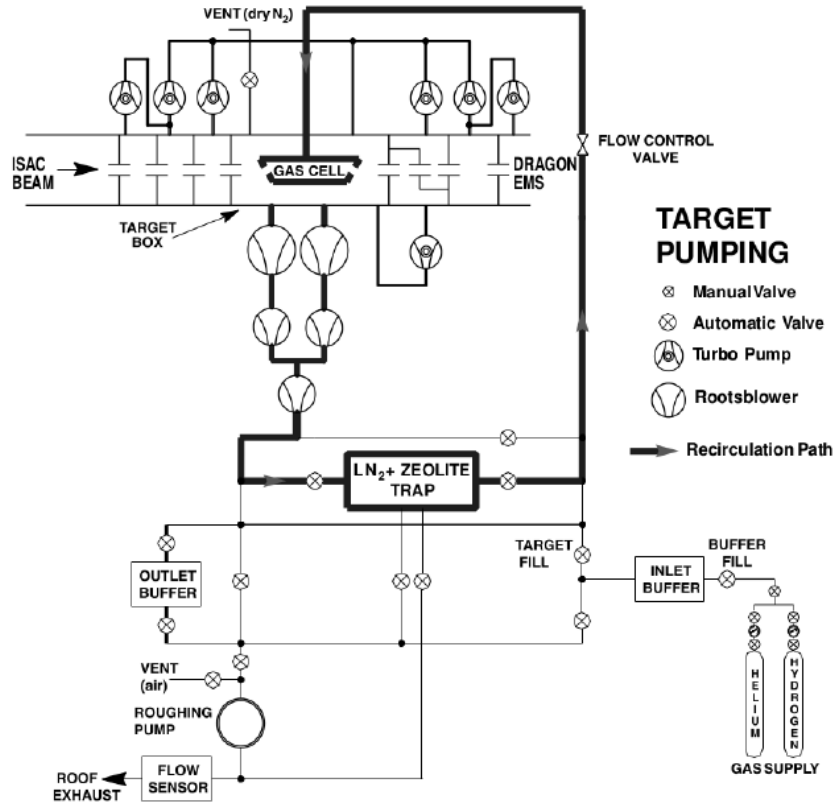 VENT (dry N₂)
ISAC
BEAM
GAS CELL
DRAGON
EMS
FLOW CONTROL
VALVE
TARGET
BOX
TARGET
PUMPING
Manual Valve
Automatic Valve
Turbo Pump
Rootsblower
Recirculation Path
LN₂+ ZEOLITE
TRAP
OUTLET
BUFFER
TARGET
FILL
INLET
BUFFER
BUFFER
FILL
VENT
(air)
ROUGHING
PUMP
HELIUM
HYDROGEN
GAS SUPPLY
ROOF
EXHAUST
FLOW
SENSOR